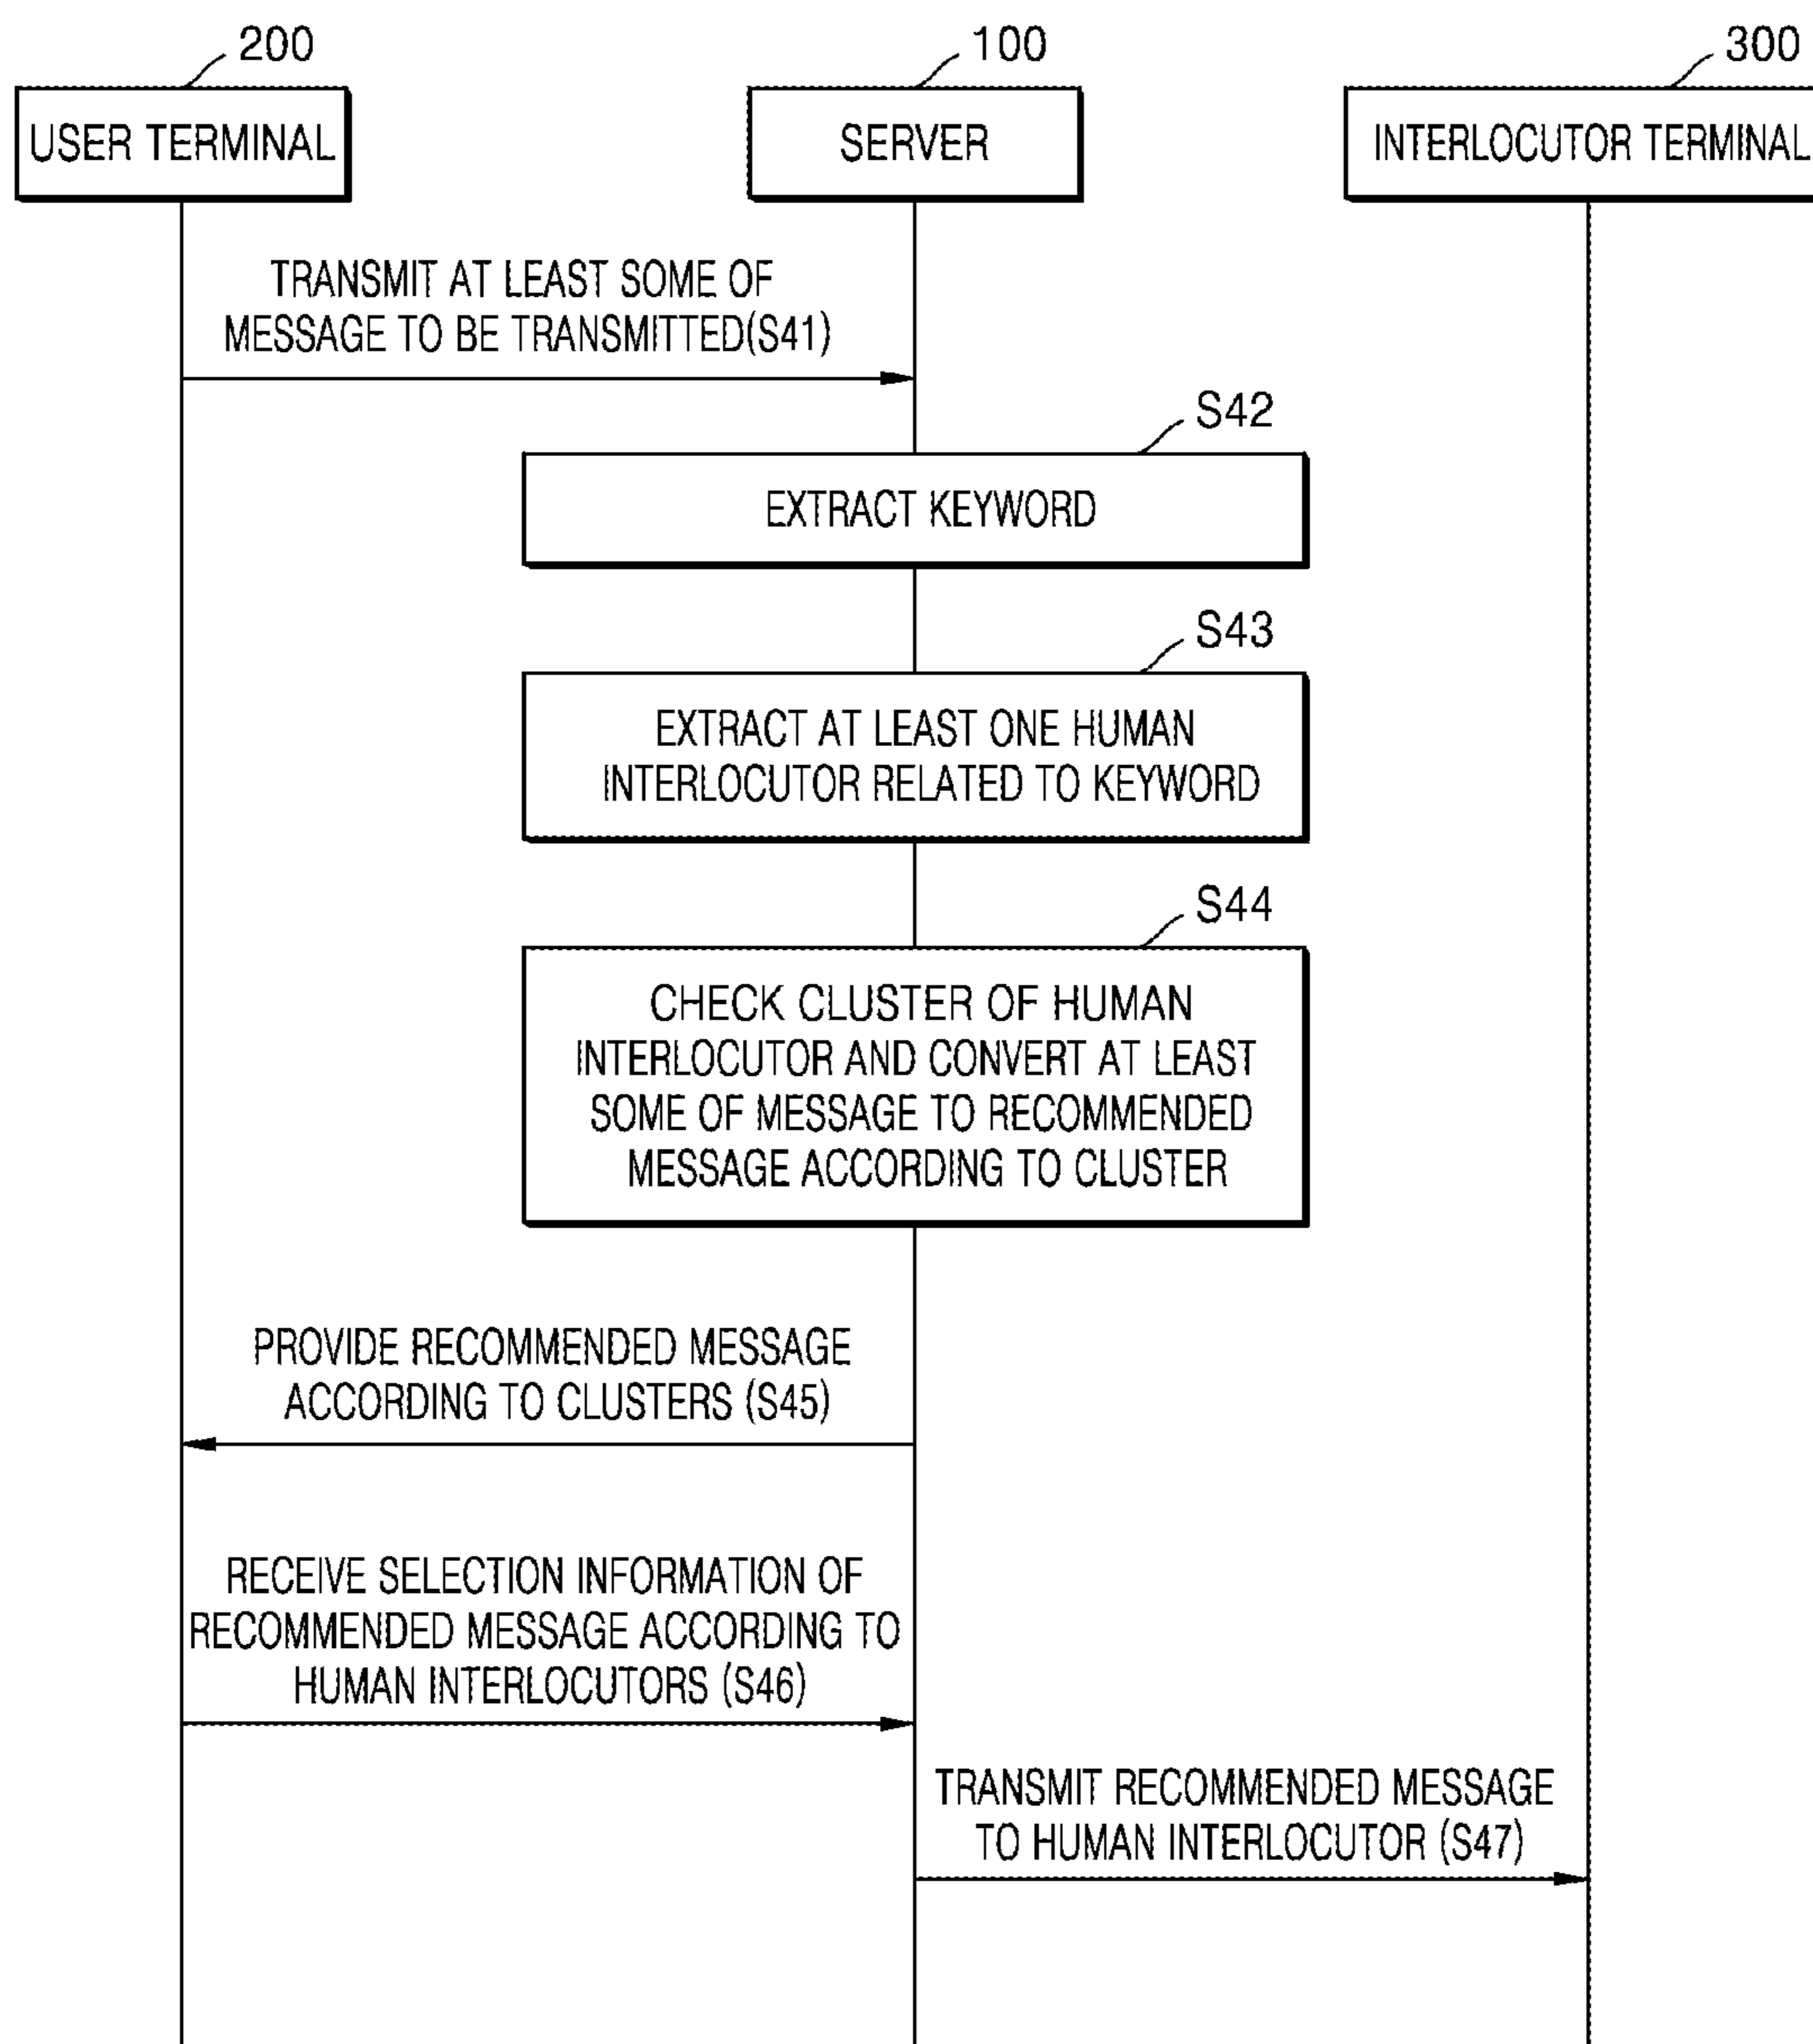 200
100
300
USER TERMINAL
SERVER
INTERLOCUTOR TERMINAL
TRANSMIT AT LEAST SOME OF
MESSAGE TO BE TRANSMITTED(S41)
S42
EXTRACT KEYWORD
S43
EXTRACT AT LEAST ONE HUMAN
INTERLOCUTOR RELATED TO KEYWORD
S44
CHECK CLUSTER OF HUMAN
INTERLOCUTOR AND CONVERT AT LEAST
SOME OF MESSAGE TO RECOMMENDED
MESSAGE ACCORDING TO CLUSTER
PROVIDE RECOMMENDED MESSAGE
ACCORDING TO CLUSTERS (S45)
RECEIVE SELECTION INFORMATION OF
RECOMMENDED MESSAGE ACCORDING TO
HUMAN INTERLOCUTORS (S46)
TRANSMIT RECOMMENDED MESSAGE
TO HUMAN INTERLOCUTOR (S47)